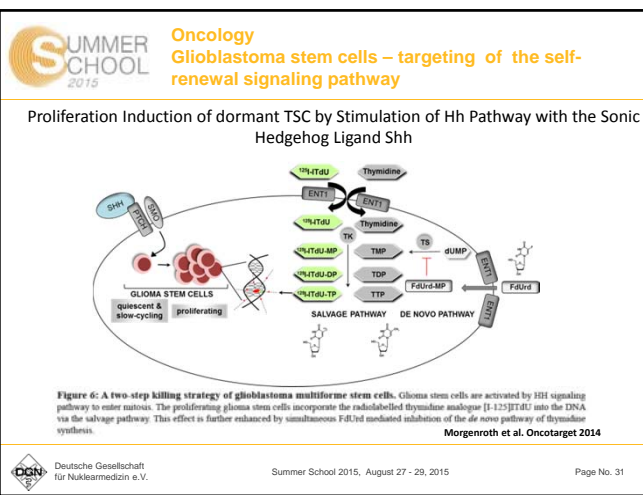 SUMMER
SCHOOL
2015
Oncology
Glioblastoma stem cells – targeting of the self-
renewal signaling pathway
Proliferation Induction of dormant TSC by Stimulation of Hh Pathway with the Sonic
Hedgehog Ligand Shh
¹²⁵I-ITdU
Thymidine
ENT1
ENT1
SHH
PTCH
SMO
¹²⁵I-ITdU
Thymidine
TK
TS
¹²⁵I-ITdU-MP
TMP
dUMP
ENT1
¹²⁵I-ITdU-DP
TDP
FdUrd-MP
FdUrd
GLIOMA STEM CELLS
¹²⁵I-ITdU-TP
TTP
ENT1
quiescent &
slow-cycling
proliferating
SALVAGE PATHWAY
DE NOVO PATHWAY
Figure 6: A two-step killing strategy of glioblastoma multiforme stem cells. Glioma stem cells are activated by HH signaling
pathway to enter mitosis. The proliferating glioma stem cells incorporate the radiolabelled thymidine analogue [I-125]ITdU into the DNA
via the salvage pathway. This effect is further enhanced by simultaneous FdUrd mediated inhibition of the de novo pathway of thymidine
synthesis.
Morgenroth et al. Oncotarget 2014
DGN
Deutsche Gesellschaft
für Nuklearmedizin e.V.
Summer School 2015, August 27 - 29, 2015
Page No. 31